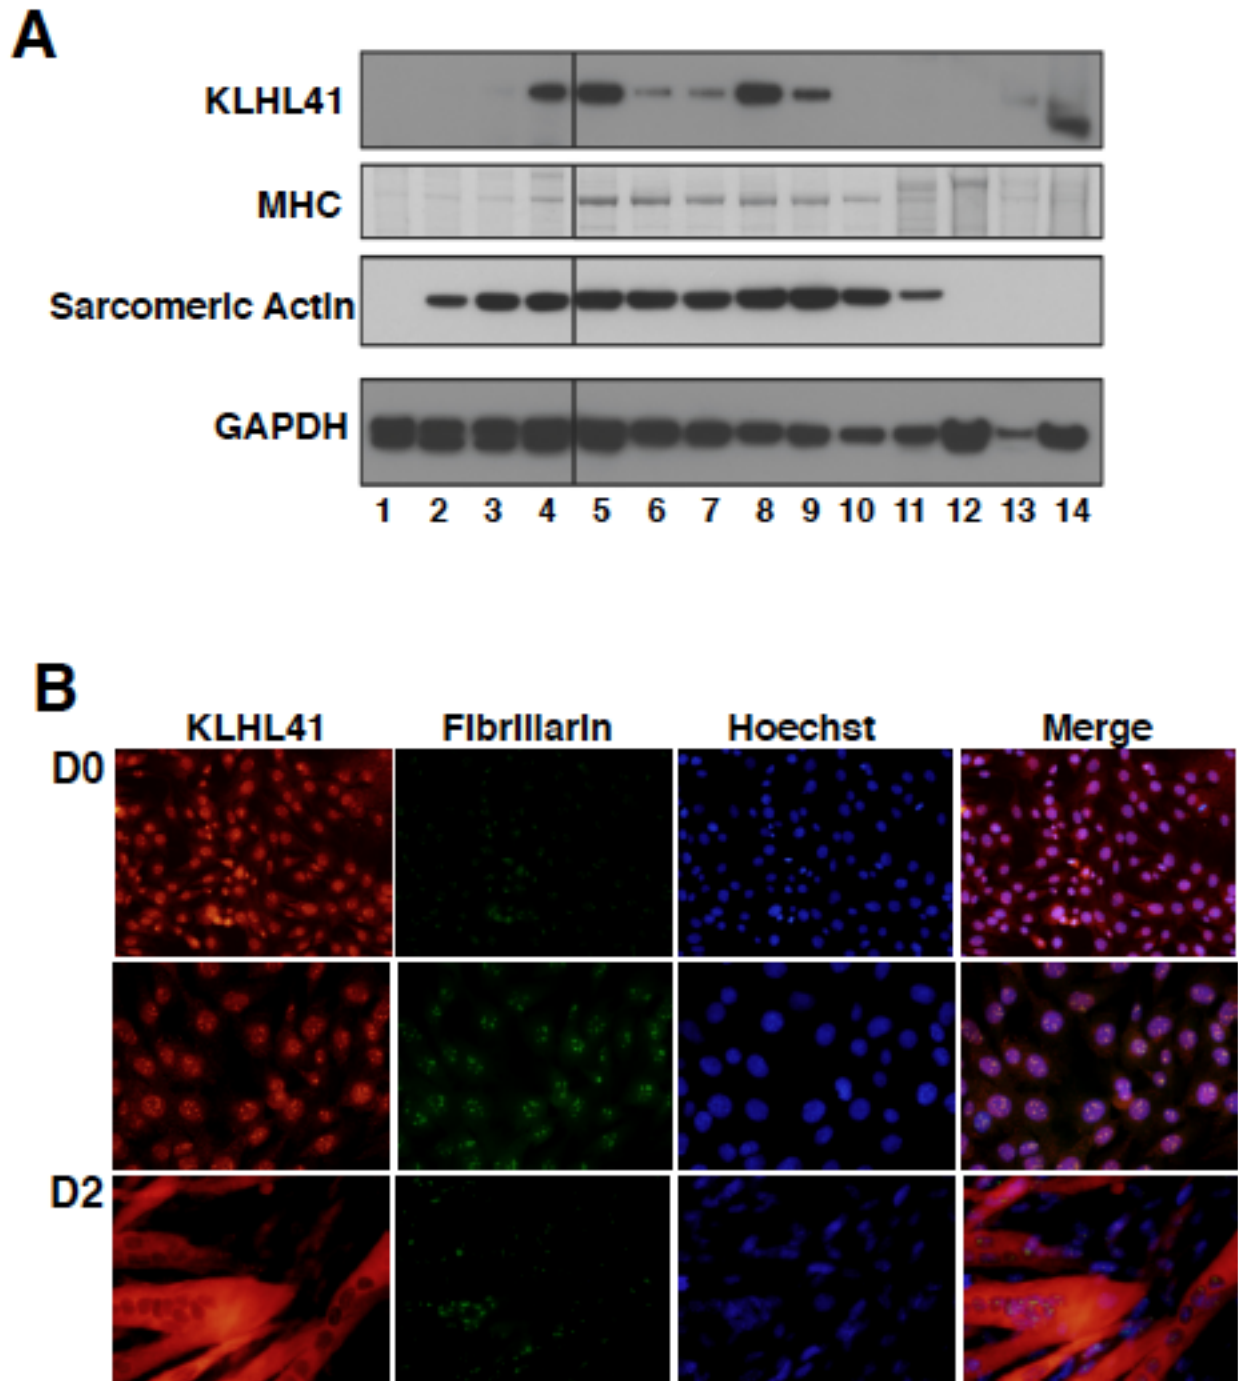 A
KLHL41
MHC
Sarcomeric Actin
GAPDH
1 2 3 4 5 6 7 8 9 10 11 12 13 14
B
KLHL41 Fibrillarin Hoechst Merge
D0
D2